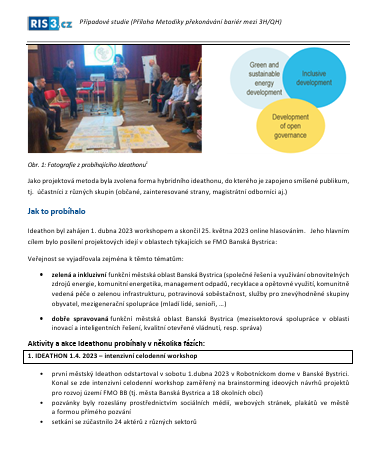 RIS3.cz
Případové studie (Příloha Metodiky překonávání bariér mezi 3H/QH)
Green and
sustainable
energy
development
Inclusive
development
Development
of open
governance
Obr. 1: Fotografie z probíhajícího Ideathonu
Jako projektová metoda byla zvolena forma hybridního ideathonu, do kterého je zapojeno smíšené publikum,
tj. účastníci z různých skupin (občané, zainteresované strany, magistrátní odborníci aj.)
Jak to probíhalo
Ideathon byl zahájen 1. dubna 2023 workshopem a skončil 25. května 2023 online hlasováním. Jeho hlavním
cílem bylo posílení projektových idejí v oblastech týkajících se FMO Banská Bystrica:
Veřejnost se vyjadřovala zejména k těmto tématům:
• zelená a inkluzivní funkční městská oblast Banská Bystrica (společné řešení a využívání obnovitelných
zdrojů energie, komunitní energetika, management odpadů, recyklace a opětovné využití, komunitně
vedená péče o zelenou infrastrukturu, potravinová soběstačnost, služby pro znevýhodněné skupiny
obyvatel, mezigenerační spolupráce (mladí lidé, senioři, …)
• dobře spravovaná funkční městská oblast Banská Bystrica (mezisektorová spolupráce v oblasti
inovací a inteligentních řešení, kvalitní otevřené vládnutí, resp. správa)
Aktivity a akce Ideathonu probíhaly v několika fázích:
1. IDEATHON 1.4. 2023 – intenzivní celodenní workshop
• první městský Ideathon odstartoval v sobotu 1.dubna 2023 v Robotníckom dome v Banské Bystrici.
Konal se zde intenzivní celodenní workshop zaměřený na brainstorming ideových návrhů projektů
pro rozvoj území FMO BB (tj. města Banská Bystrica a 18 okolních obcí)
• pozvánky byly rozeslány prostřednictvím sociálních médií, webových stránek, plakátů ve městě
a formou přímého pozvání
• setkání se zúčastnilo 24 aktérů z různých sektorů